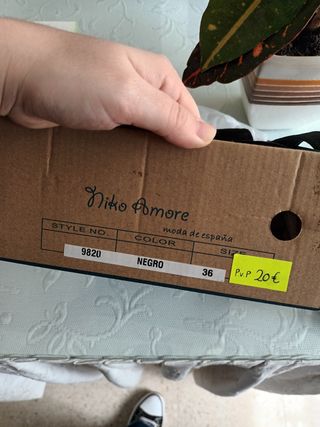 Niko Amore
moda de españa
STYLE NO. COLOR SIZE
9820 NEGRO 36
P.v.P 20€